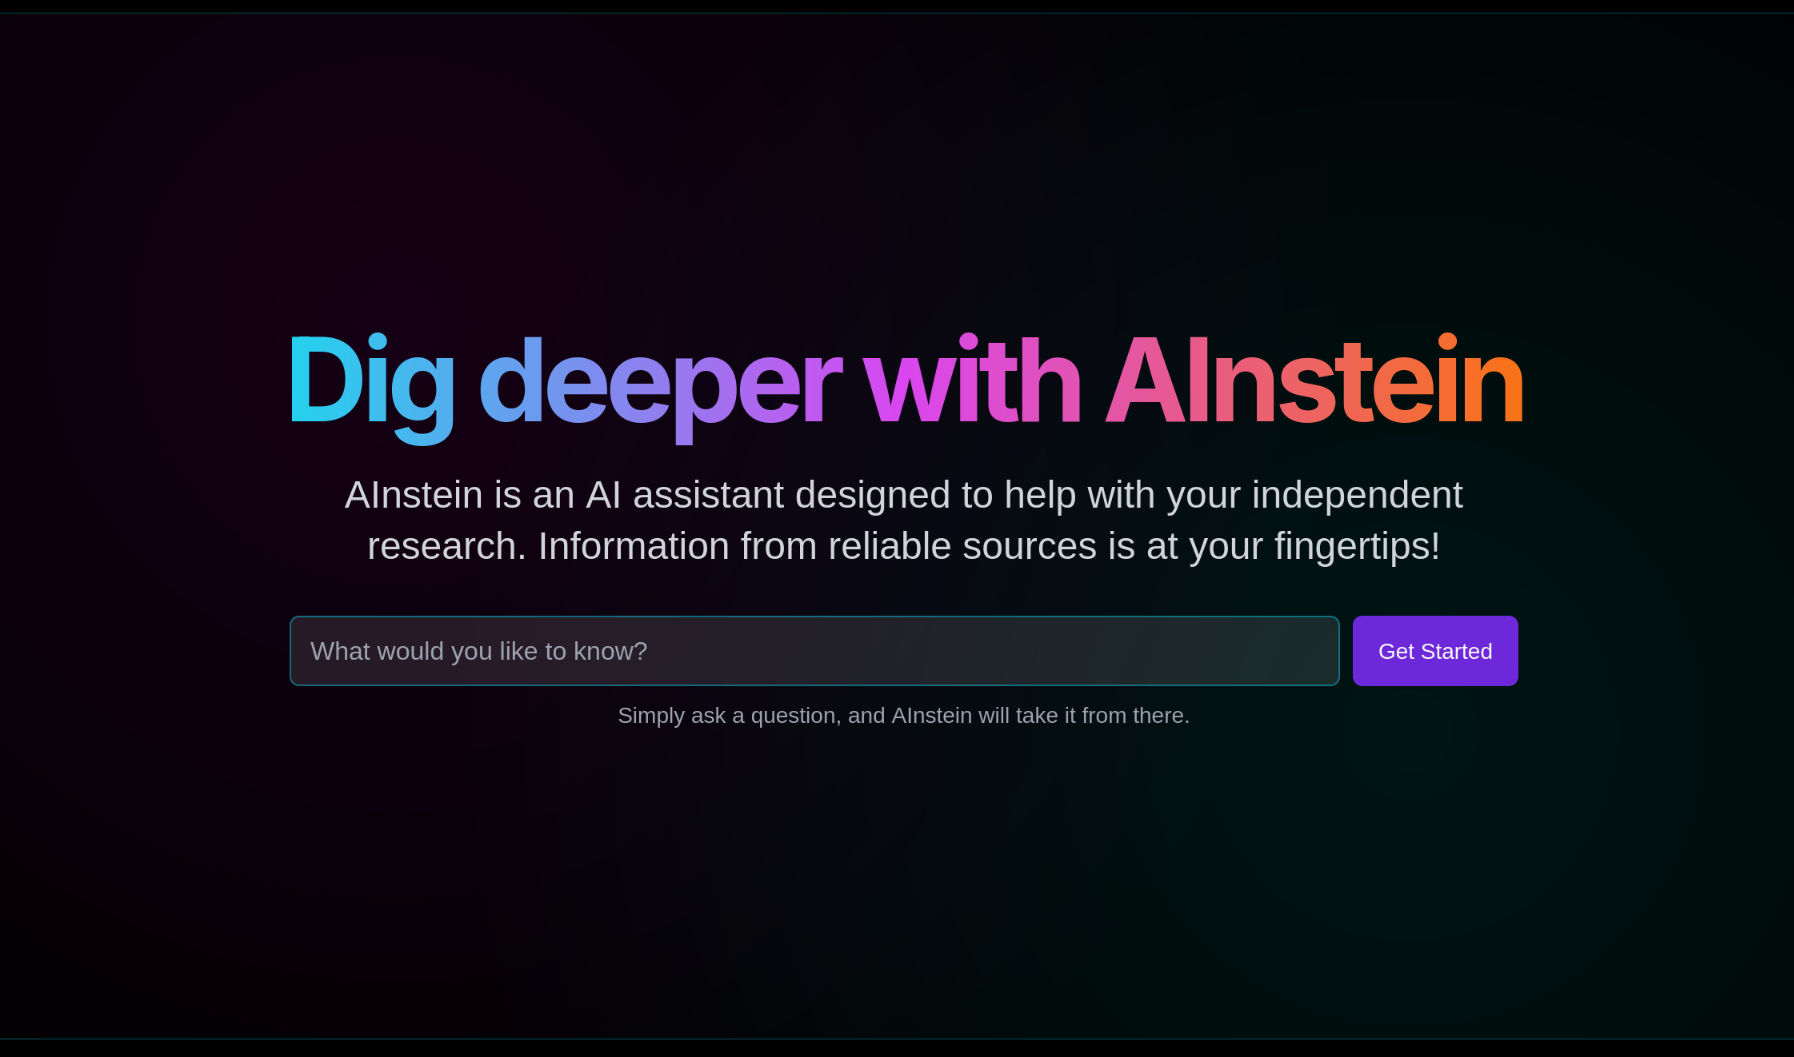 Dig deeper with AInstein
AInstein is an AI assistant designed to help with your independent
research. Information from reliable sources is at your fingertips!
What would you like to know?
Get Started
Simply ask a question, and AInstein will take it from there.